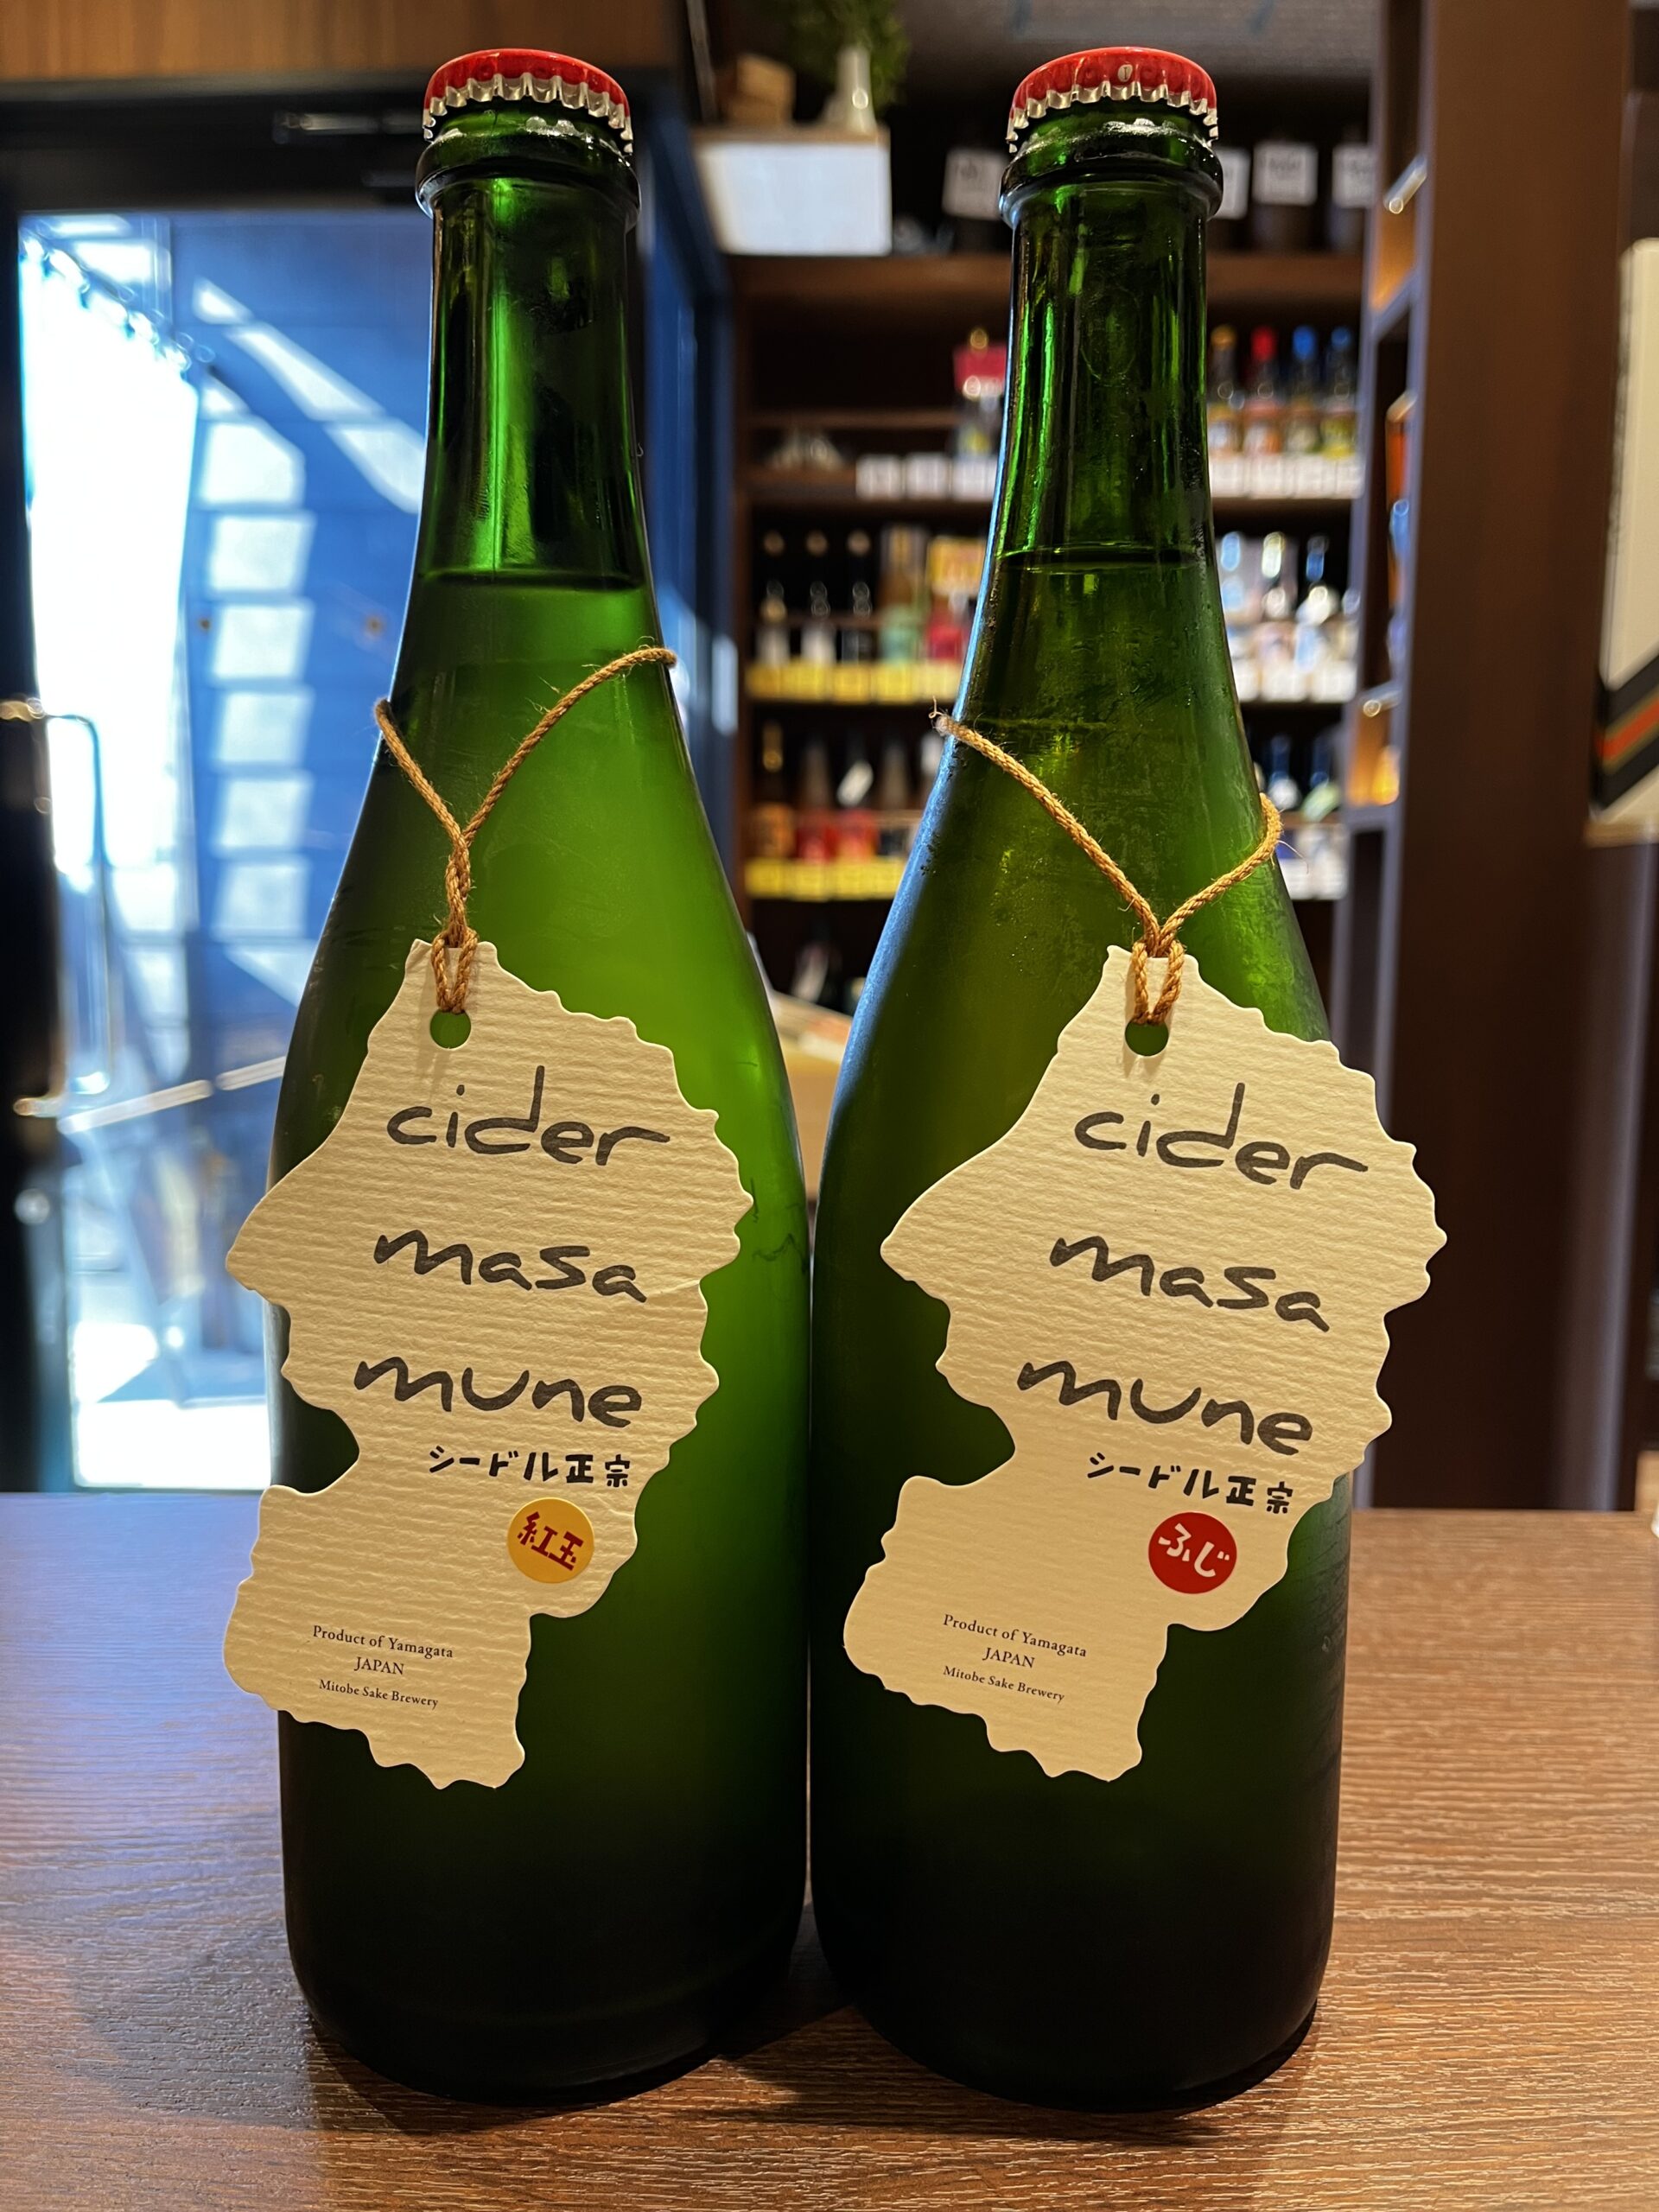 cider
masa
mune
シードル正宗
紅玉
Product of Yamagata
JAPAN
Mitobe Sake Brewery
cider
masa
mune
シードル正宗
ふじ
Product of Yamagata
JAPAN
Mitobe Sake Brewery